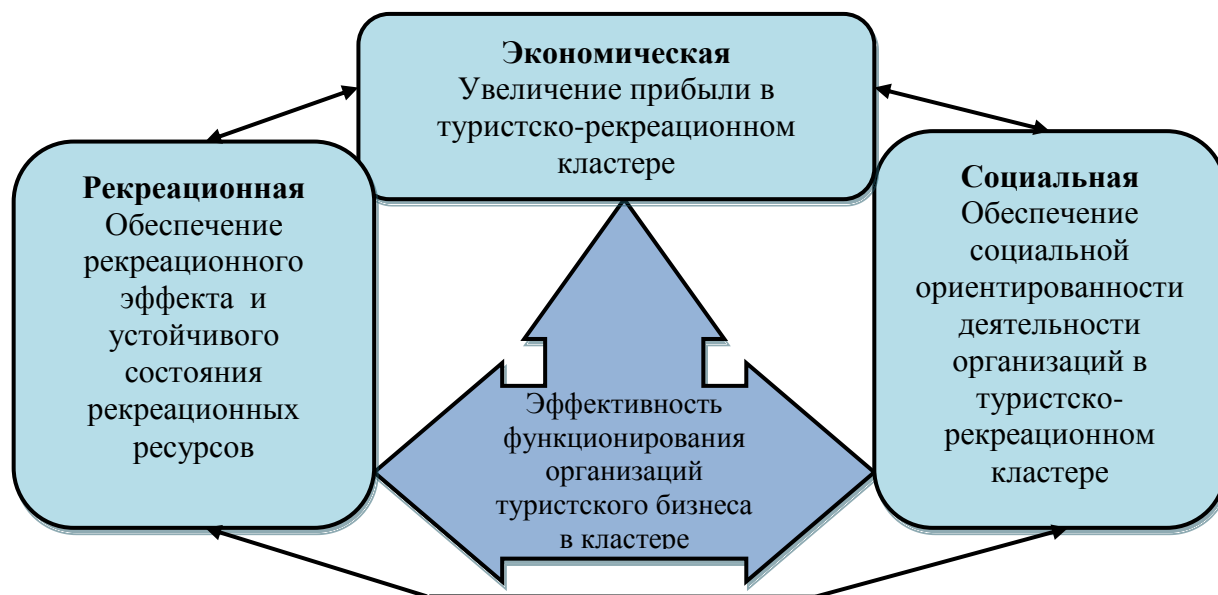 Экономическая
Увеличение прибыли в
туристско-рекреационном
кластере
Рекреационная
Обеспечение
рекреационного
эффекта и
устойчивого
состояния
рекреационных
ресурсов
Социальная
Обеспечение
социальной
ориентированности
деятельности
организаций в
туристско-
рекреационном
кластере
Эффективность
функционирования
организаций
туристского бизнеса
в кластере